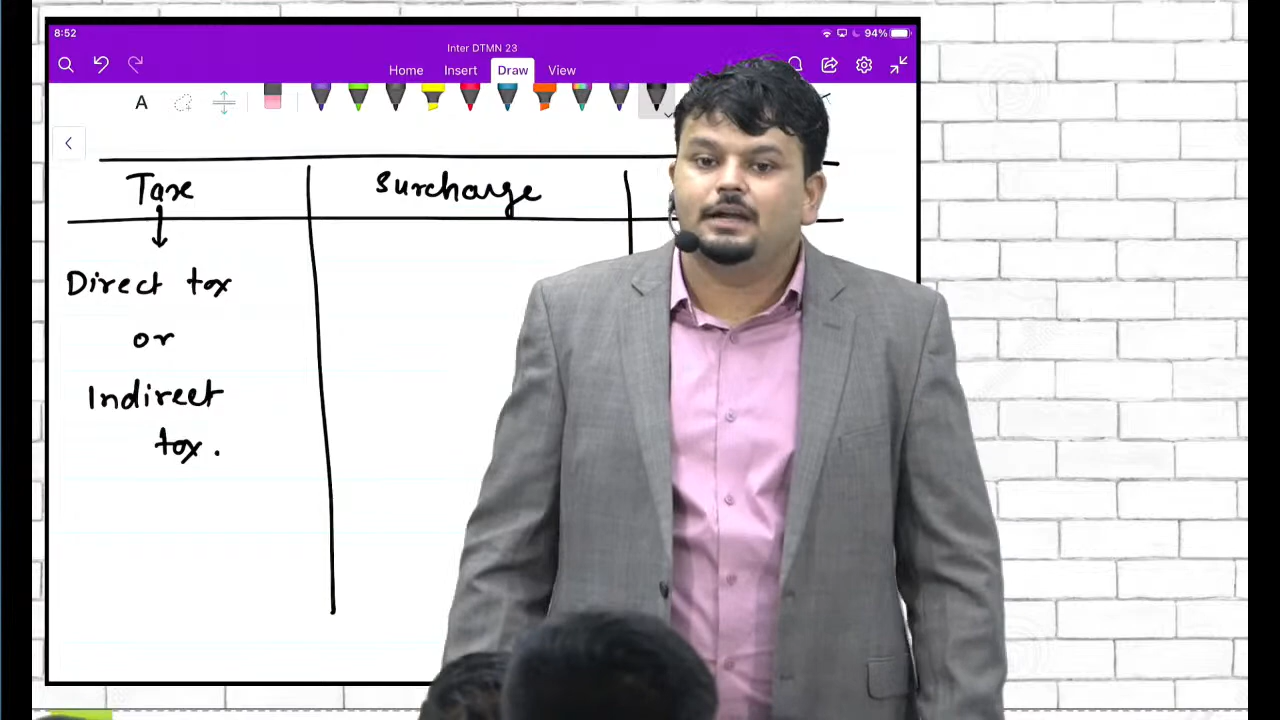 8:52
94%
Inter DTMN 23
Home Insert Draw View
A
Tax Surcharge
Direct tax
or
Indirect
tax.